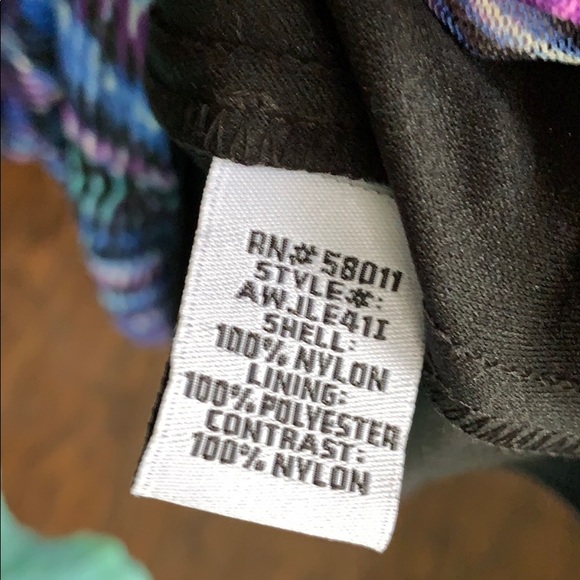 RN# 58011
STYLE#:
AWJLE41I
SHELL:
100% NYLON
LINING:
100% POLYESTER
CONTRAST:
100% NYLON